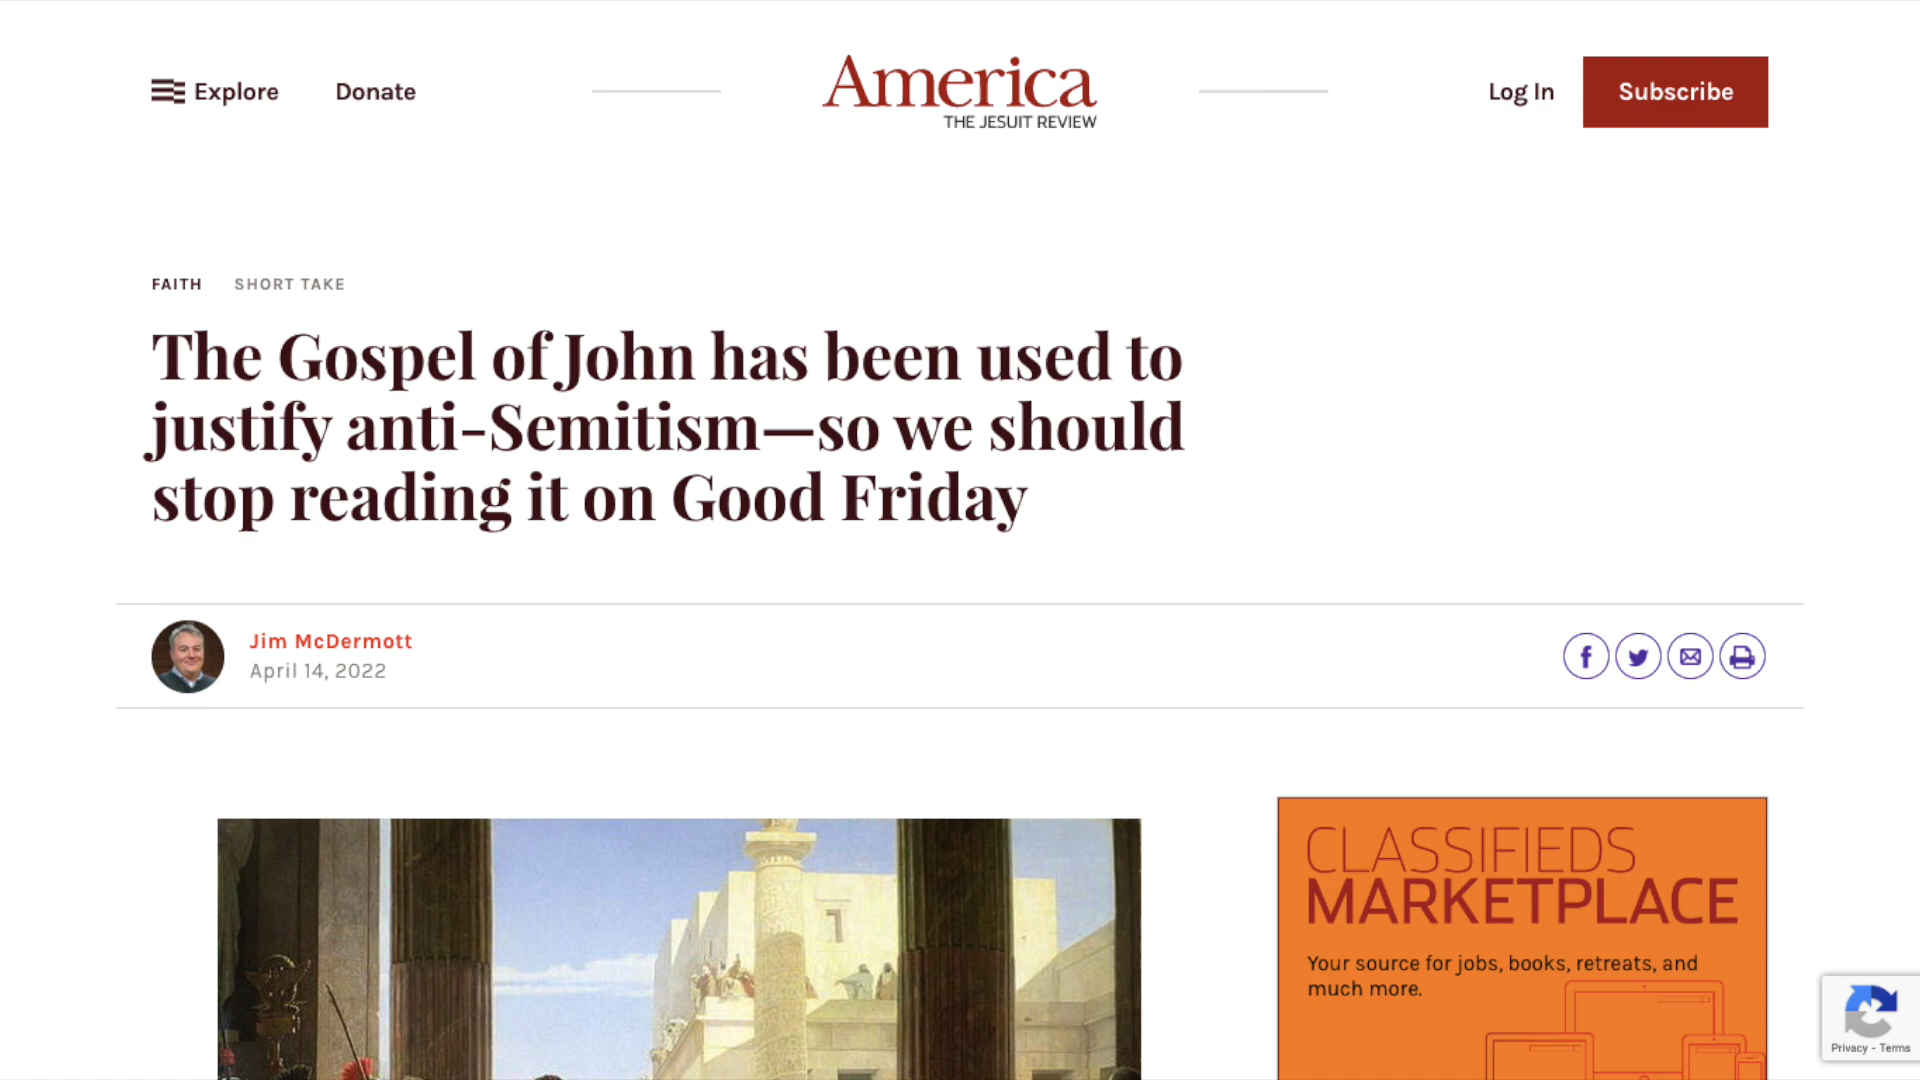 Explore
Donate
America
THE JESUIT REVIEW
Log In
Subscribe
FAITH
SHORT TAKE
The Gospel of John has been used to
justify anti-Semitism—so we should
stop reading it on Good Friday
Jim McDermott
April 14, 2022
CLASSIFIEDS
MARKETPLACE
Your source for jobs, books, retreats, and
much more.
Privacy - Terms